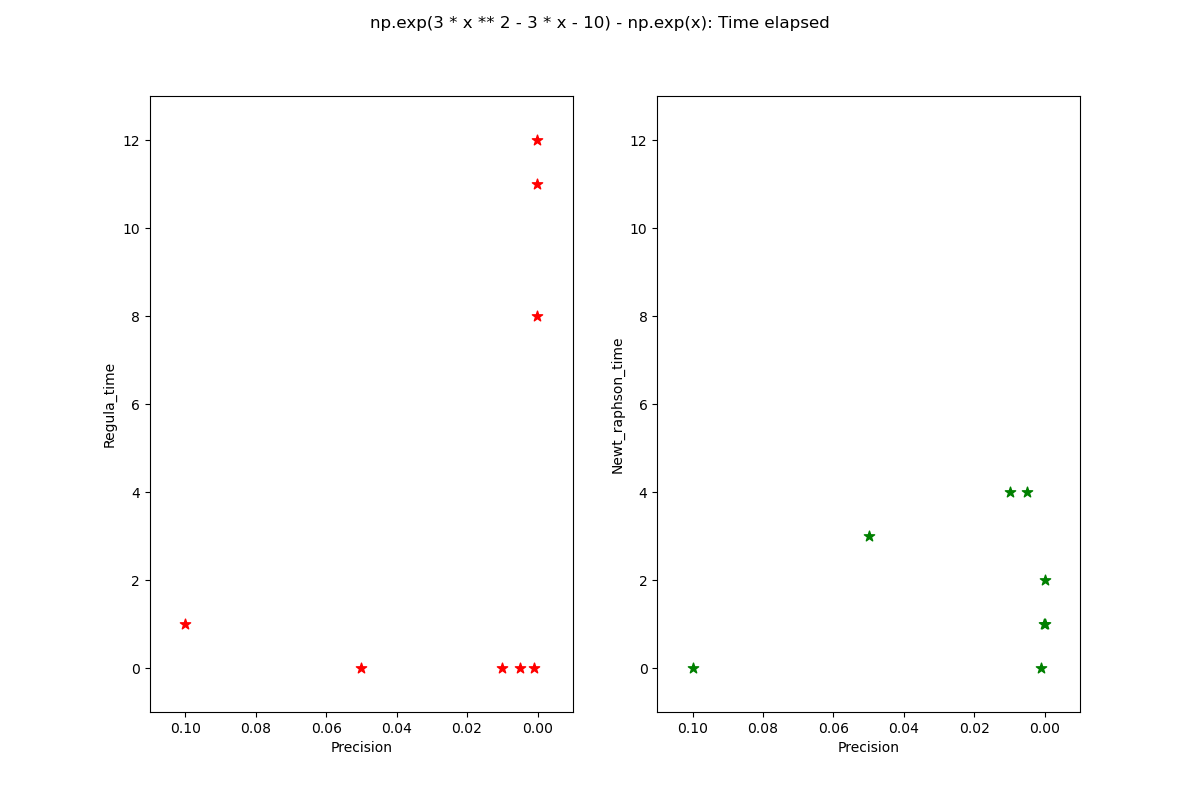 np.exp(3 * x ** 2 - 3 * x - 10) - np.exp(x): Time elapsed
12
10
8
6
4
2
0
Regula_time
0.10 0.08 0.06 0.04 0.02 0.00
Precision
12
10
8
6
4
2
0
Newt_raphson_time
0.10 0.08 0.06 0.04 0.02 0.00
Precision